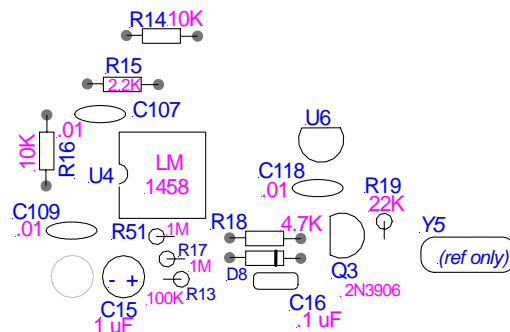 R14 10K
R15
2.2K
C107
.01
10K
R16
U4
LM
1458
U6
C118
.01
R19
22K
C109
.01
R51
1M
R18
4.7K
Y5
(ref only)
R17
1M
D8
Q3
2N3906
- +
C15
1 uF
100K
R13
C16
.1 uF